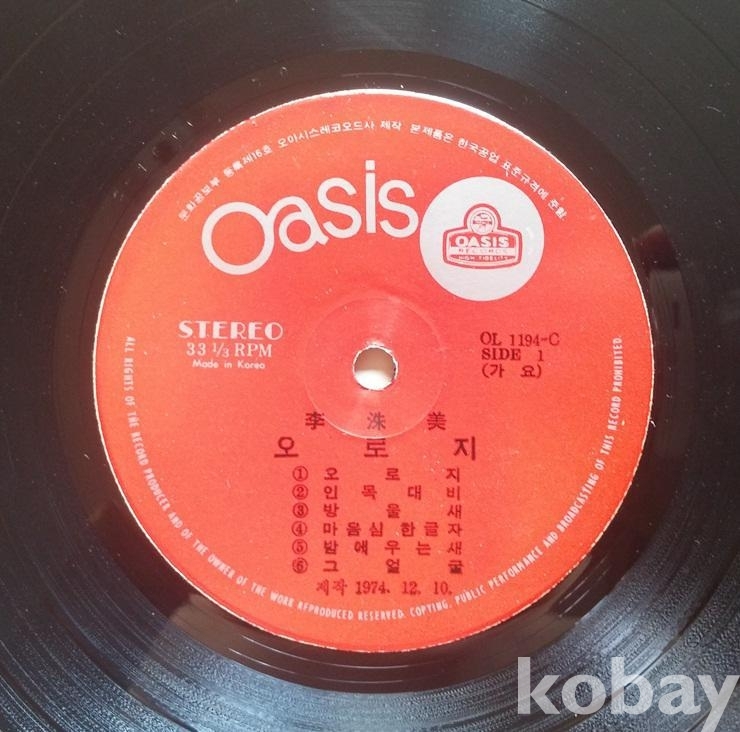 문화공보부 등록제16호 오아시스레코오드사 제작 본제품은 한국공업 표준규격에 준함
Oasis
OASIS
RECORDS
HIGH FIDELITY
STEREO
33 1/3 RPM
Made in Korea
OL 1194-C
SIDE 1
(가 요)
李 洙 美
오 로 지
① 오 로 지
② 인 목 대 비
③ 방 울 새
④ 마음심 한글자
⑤ 밤에우는새
⑥ 그 얼 굴
제작 1974. 12. 10.
ALL RIGHTS OF THE RECORD PRODUCER AND OF THE OWNER OF THE WORK REPRODUCED RESERVED. COPYING, PUBLIC PERFORMANCE AND BROADCASTING OF THIS RECORD PROHIBITED
kobay